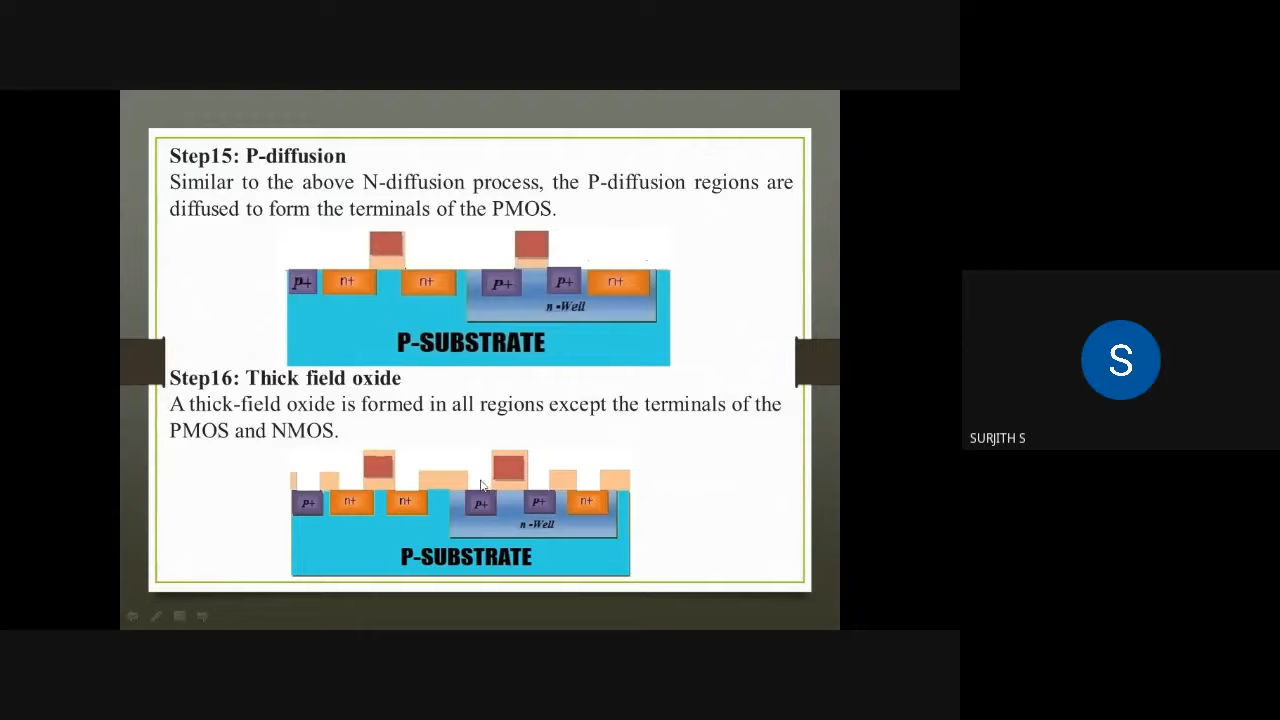 Step15: P-diffusion
Similar to the above N-diffusion process, the P-diffusion regions are
diffused to form the terminals of the PMOS.
p+ n+ n+ p+ p+ n+
n-Well
P-SUBSTRATE
Step16: Thick field oxide
A thick-field oxide is formed in all regions except the terminals of the
PMOS and NMOS.
p+ n+ n+ p+ p+ n+
n-Well
P-SUBSTRATE
S
SURJITH S